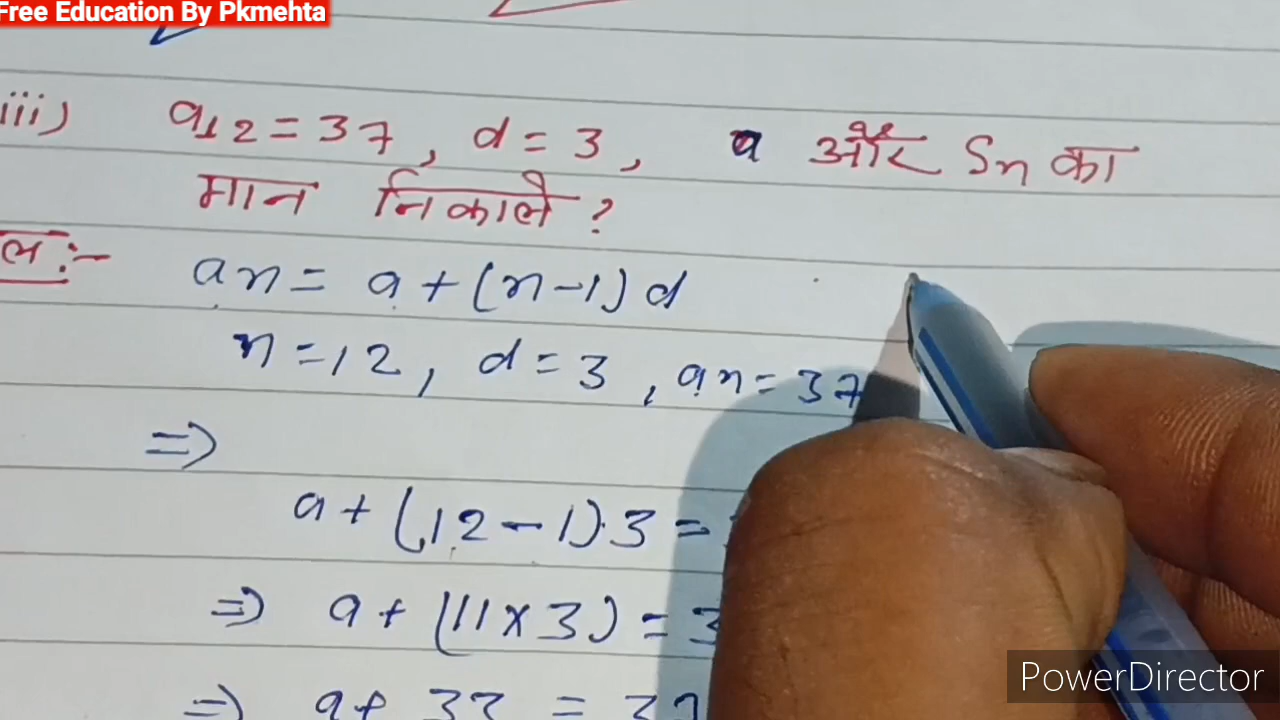 Free Education By Pkmehta
iii) a12 = 37, d = 3, a और Sn का
मान निकाले ?
ल :-
an = a + (n-1) d
n = 12, d = 3, an = 37
=>
a + (12 - 1) 3 =
=> a + (11 x 3) = 3
=> a + 33 = 37
PowerDirector